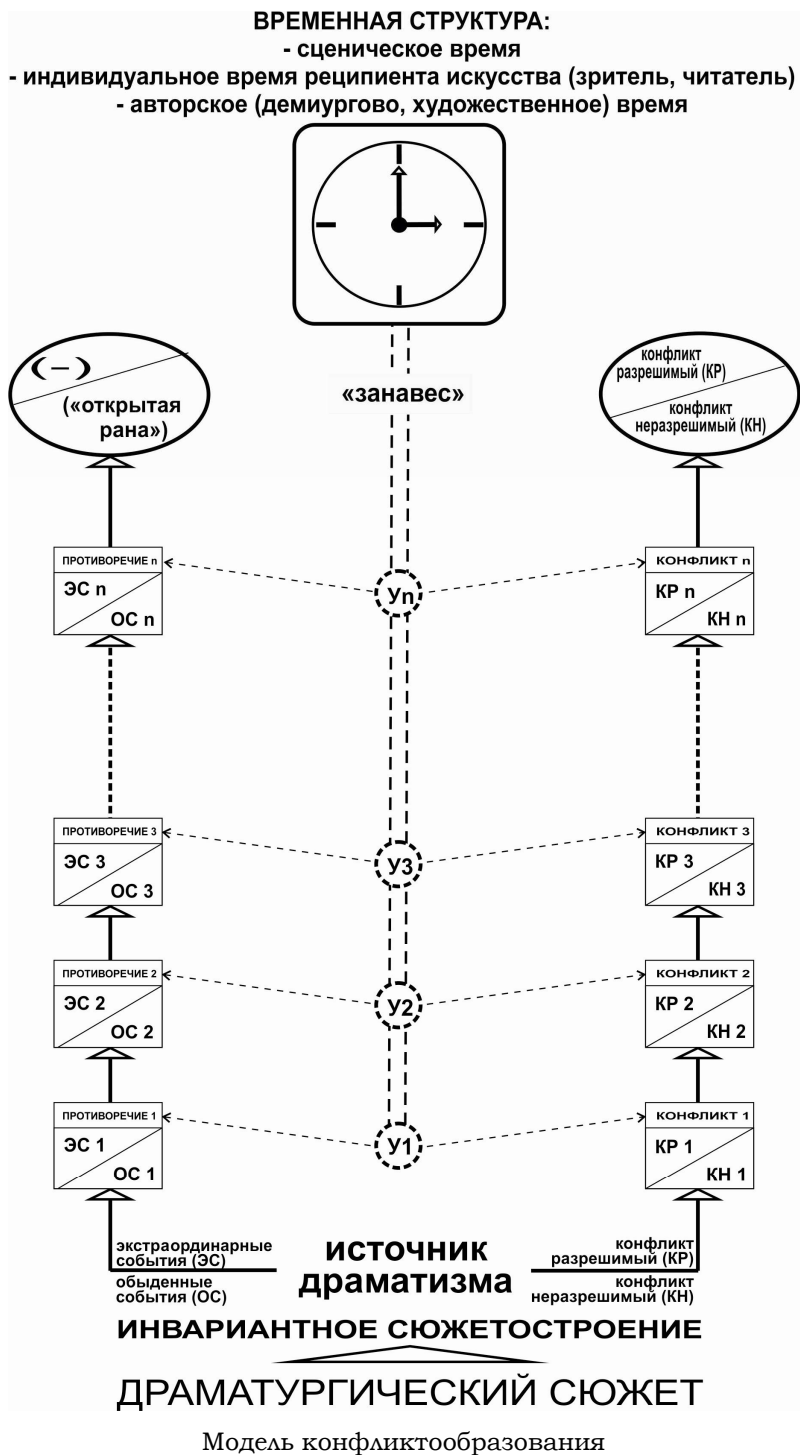 ВРЕМЕННАЯ СТРУКТУРА:
- сценическое время
- индивидуальное время реципиента искусства (зритель, читатель)
- авторское (демиургово, художественное) время
(–)
(«открытая
рана»)
«занавес»
конфликт
разрешимый (КР)
конфликт
неразрешимый (КН)
ПРОТИВОРЕЧИЕ n
ЭС n
ОС n
Уn
КОНФЛИКТ n
КР n
КН n
ПРОТИВОРЕЧИЕ 3
ЭС 3
ОС 3
У3
КОНФЛИКТ 3
КР 3
КН 3
ПРОТИВОРЕЧИЕ 2
ЭС 2
ОС 2
У2
КОНФЛИКТ 2
КР 2
КН 2
ПРОТИВОРЕЧИЕ 1
ЭС 1
ОС 1
У1
КОНФЛИКТ 1
КР 1
КН 1
экстраординарные
события (ЭС)
обыденные
события (ОС)
источник
драматизма
конфликт
разрешимый (КР)
конфликт
неразрешимый (КН)
ИНВАРИАНТНОЕ СЮЖЕТОСТРОЕНИЕ
ДРАМАТУРГИЧЕСКИЙ СЮЖЕТ
Модель конфликтообразования